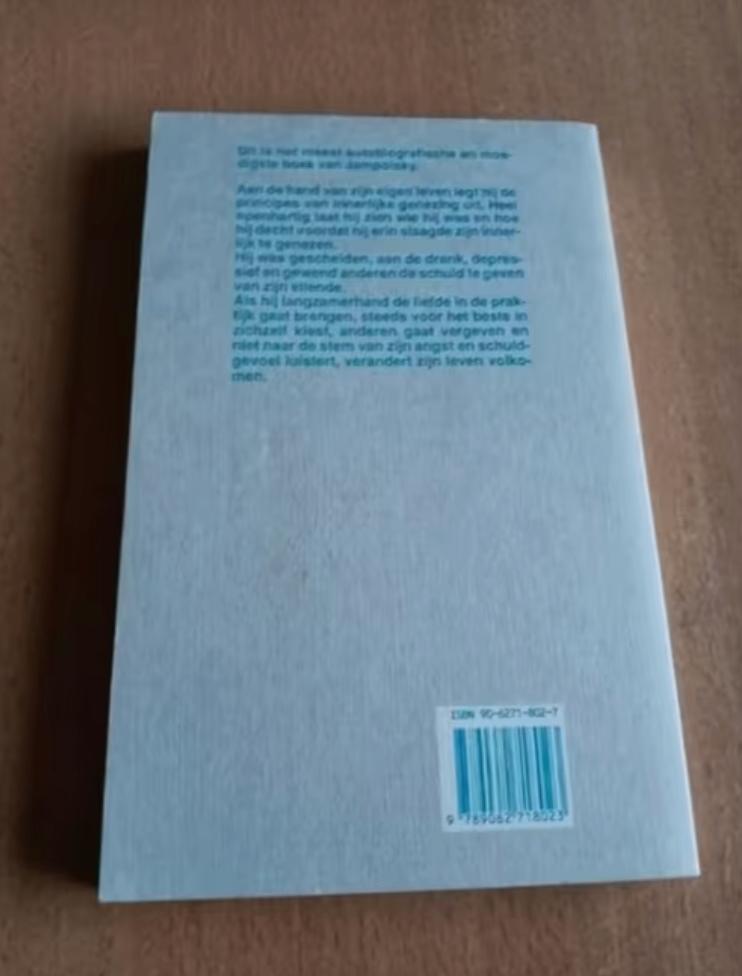 Dit is het meest autobiografische en moe-
digste boek van Jampolsky.
Aan de hand van zijn eigen leven legt hij de
principes van innerlijke genezing uit. Heel
openhartig laat hij zien wie hij was en hoe
hij dacht voordat hij erin slaagde zijn inner-
lijk te genezen.
Hij was gescheiden, aan de drank, depres-
sief en gewend anderen de schuld te geven
van zijn ellende.
Als hij langzamerhand de liefde in de prak-
tijk gaat brengen, steeds voor het beste in
zichzelf kiest, anderen gaat vergeven en
niet naar de stem van zijn angst en schuld-
gevoel luistert, verandert zijn leven volko-
men.
ISBN 90-6271-802-7
9 789062 718023